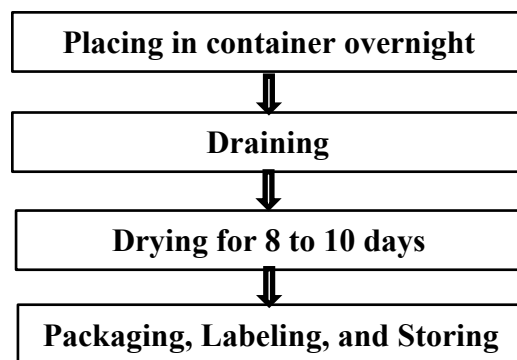 Placing in container overnight
Draining
Drying for 8 to 10 days
Packaging, Labeling, and Storing